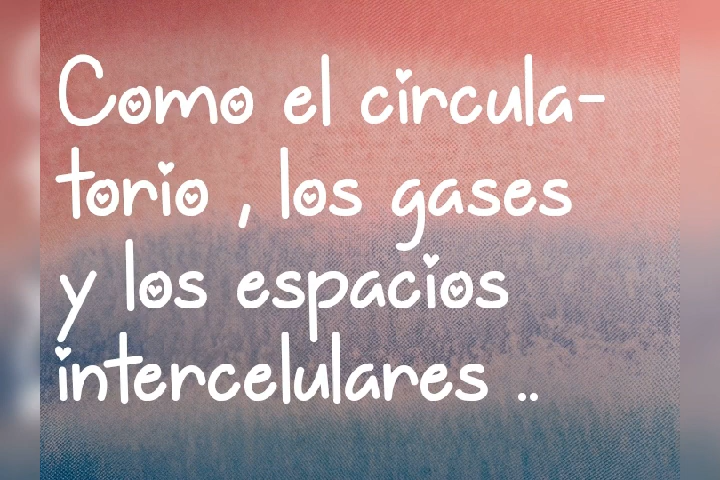 Como el circula-
torio , los gases
y los espacios
intercelulares ..